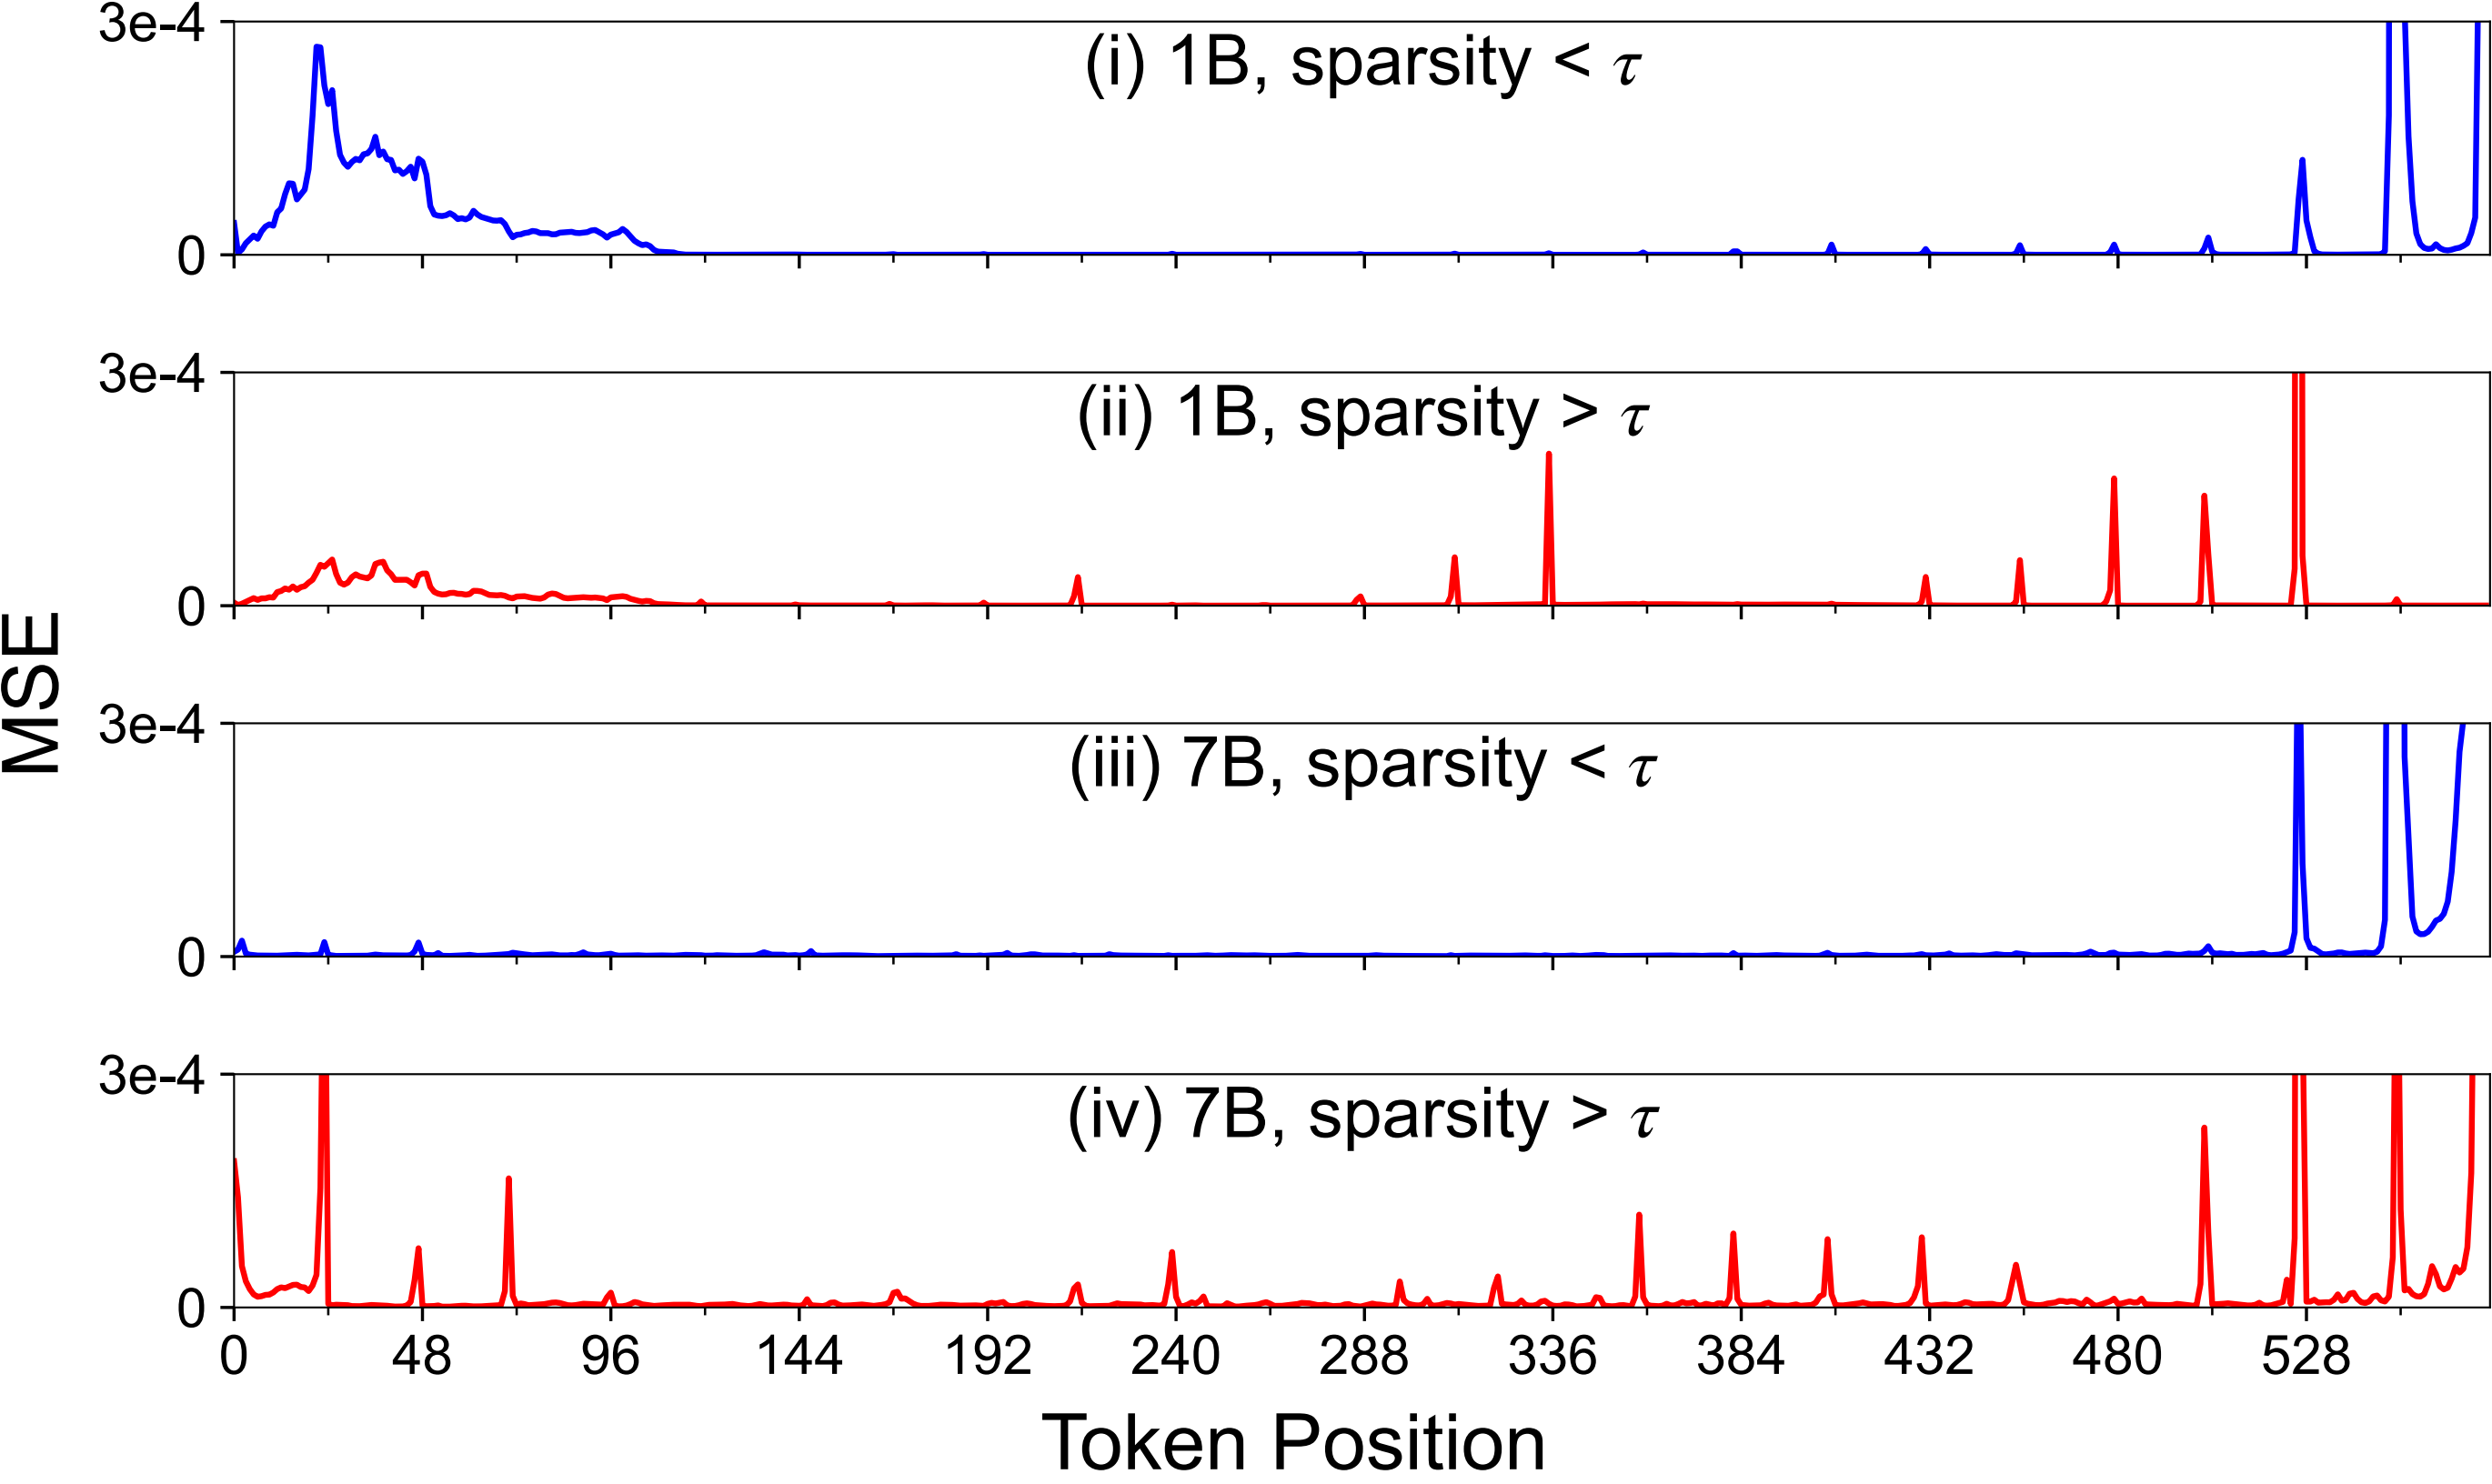 3e-4
(i) 1B, sparsity < τ
0
3e-4
(ii) 1B, sparsity > τ
0
MSE
3e-4
(iii) 7B, sparsity < τ
0
3e-4
(iv) 7B, sparsity > τ
0
0 48 96 144 192 240 288 336 384 432 480 528
Token Position